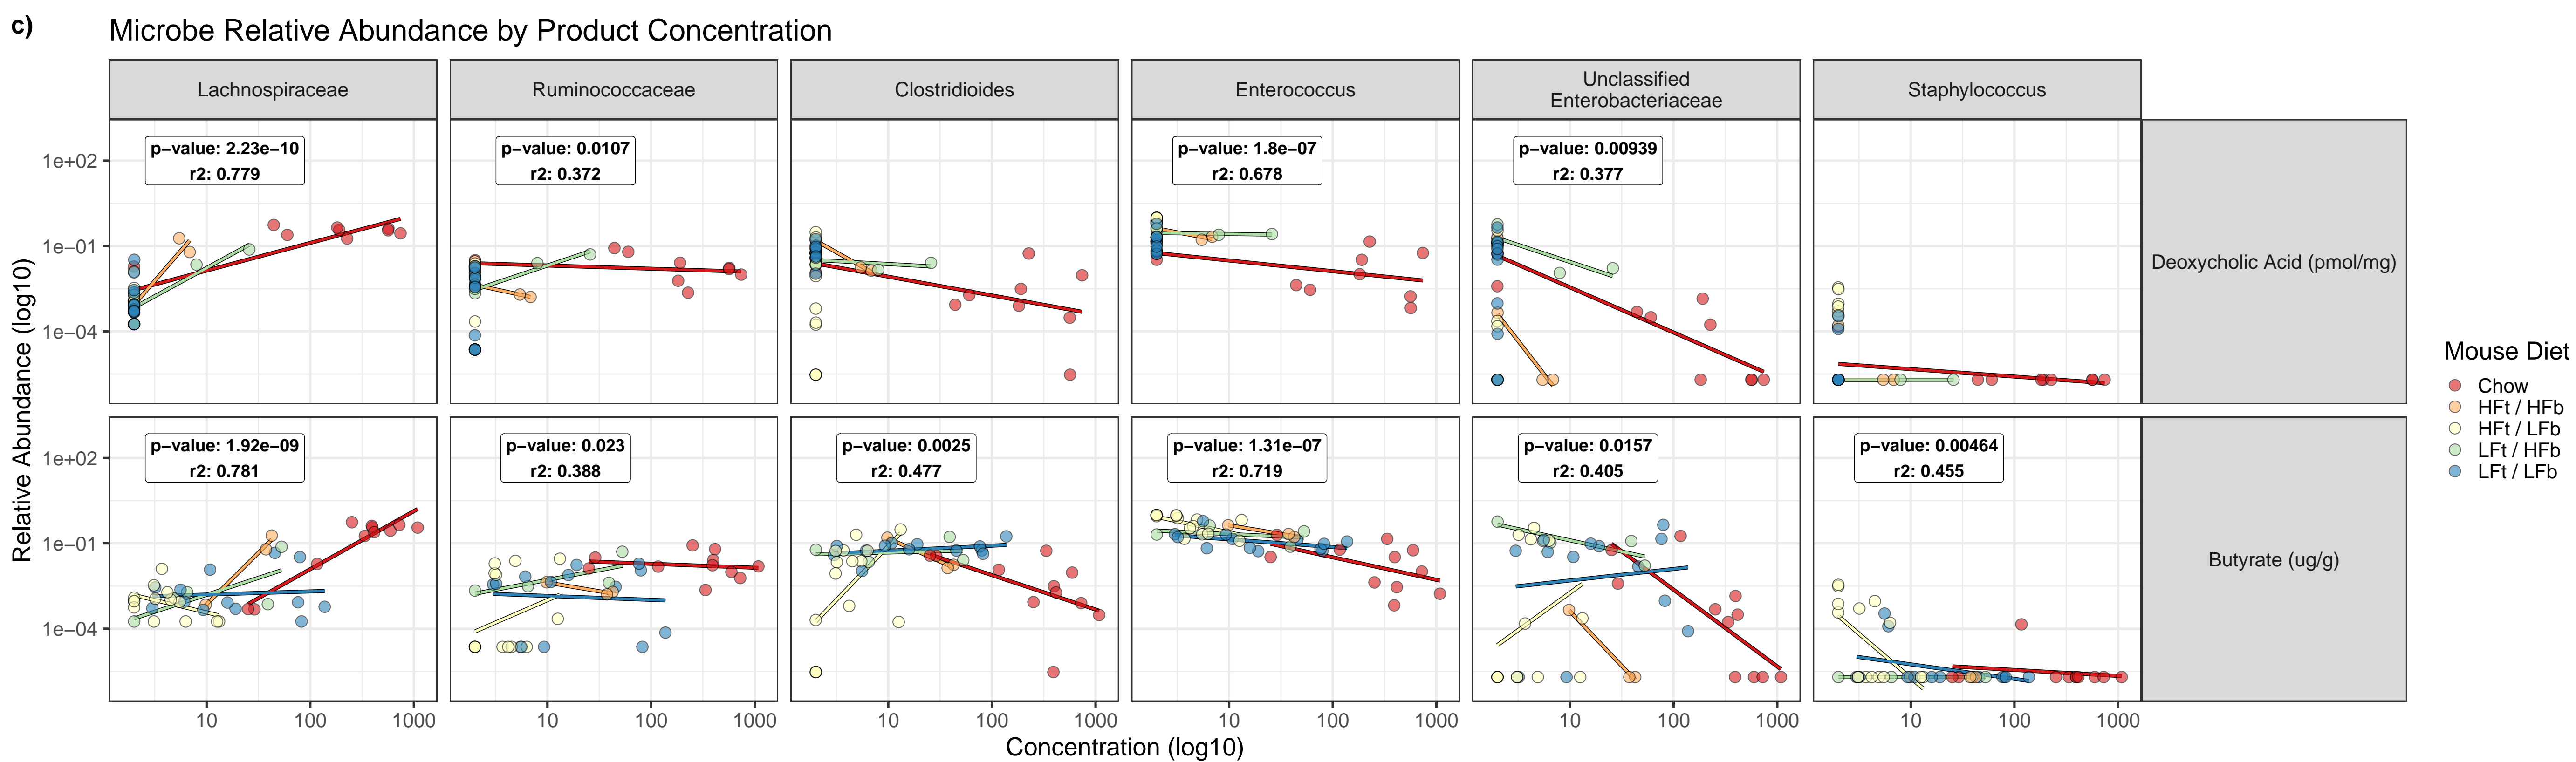 c)
Microbe Relative Abundance by Product Concentration
Lachnospiraceae
Ruminococcaceae
Clostridioides
Enterococcus
Unclassified
Enterobacteriaceae
Staphylococcus
p−value: 2.23e−10
r2: 0.779
p−value: 0.0107
r2: 0.372
p−value: 1.8e−07
r2: 0.678
p−value: 0.00939
r2: 0.377
1e+02
1e−01
1e−04
Deoxycholic Acid (pmol/mg)
p−value: 1.92e−09
r2: 0.781
p−value: 0.023
r2: 0.388
p−value: 0.0025
r2: 0.477
p−value: 1.31e−07
r2: 0.719
p−value: 0.0157
r2: 0.405
p−value: 0.00464
r2: 0.455
1e+02
1e−01
1e−04
Butyrate (ug/g)
Relative Abundance (log10)
10 100 1000
10 100 1000
10 100 1000
10 100 1000
10 100 1000
10 100 1000
Concentration (log10)
Mouse Diet
Chow
HFt / HFb
HFt / LFb
LFt / HFb
LFt / LFb